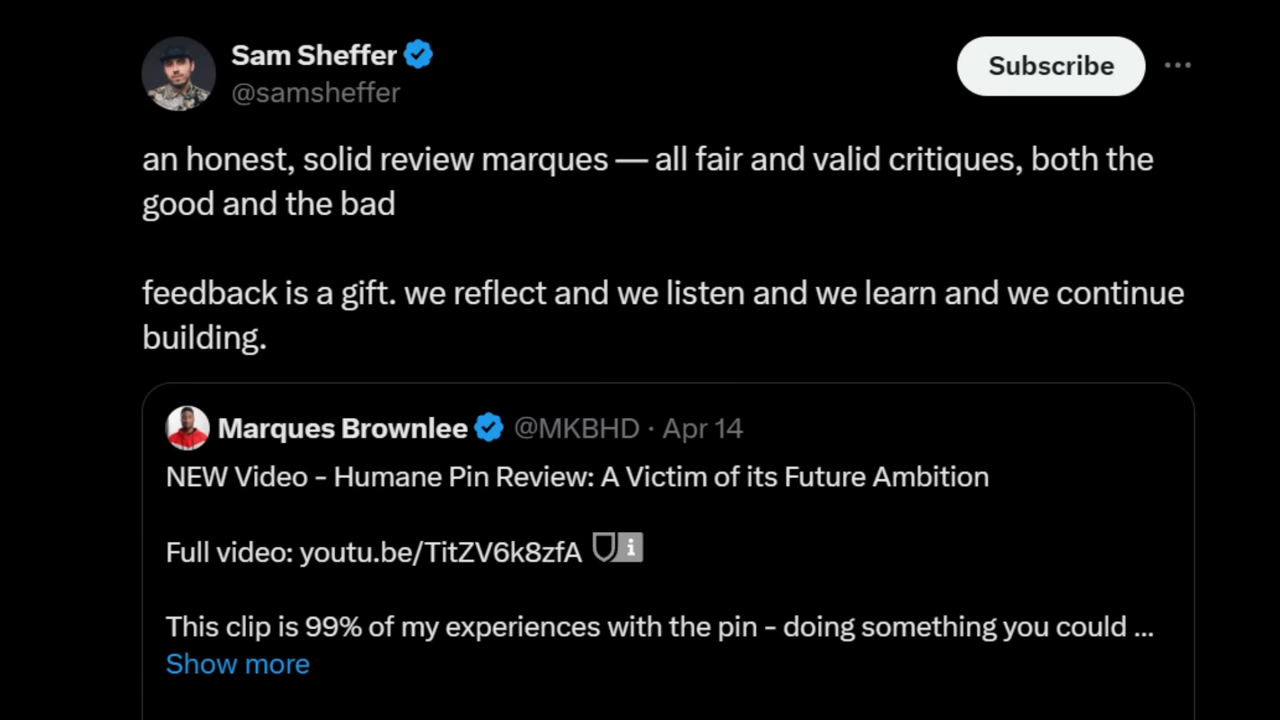 Sam Sheffer
@samsheffer
Subscribe
an honest, solid review marques — all fair and valid critiques, both the
good and the bad
feedback is a gift. we reflect and we listen and we learn and we continue
building.
Marques Brownlee @MKBHD · Apr 14
NEW Video - Humane Pin Review: A Victim of its Future Ambition
Full video: youtu.be/TitZV6k8zfA
This clip is 99% of my experiences with the pin - doing something you could ...
Show more